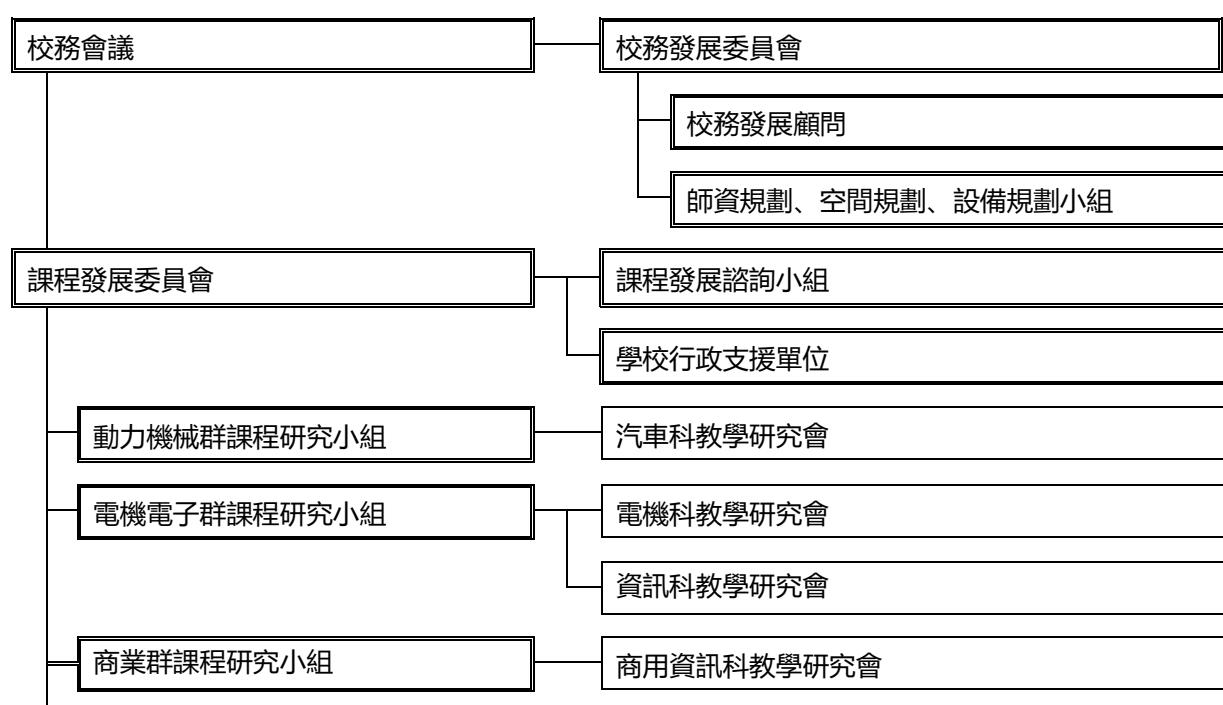 校務會議
校務發展委員會
校務發展顧問
師資規劃、空間規劃、設備規劃小組
課程發展委員會
課程發展諮詢小組
學校行政支援單位
動力機械群課程研究小組
汽車科教學研究會
電機電子群課程研究小組
電機科教學研究會
資訊科教學研究會
商業群課程研究小組
商用資訊科教學研究會